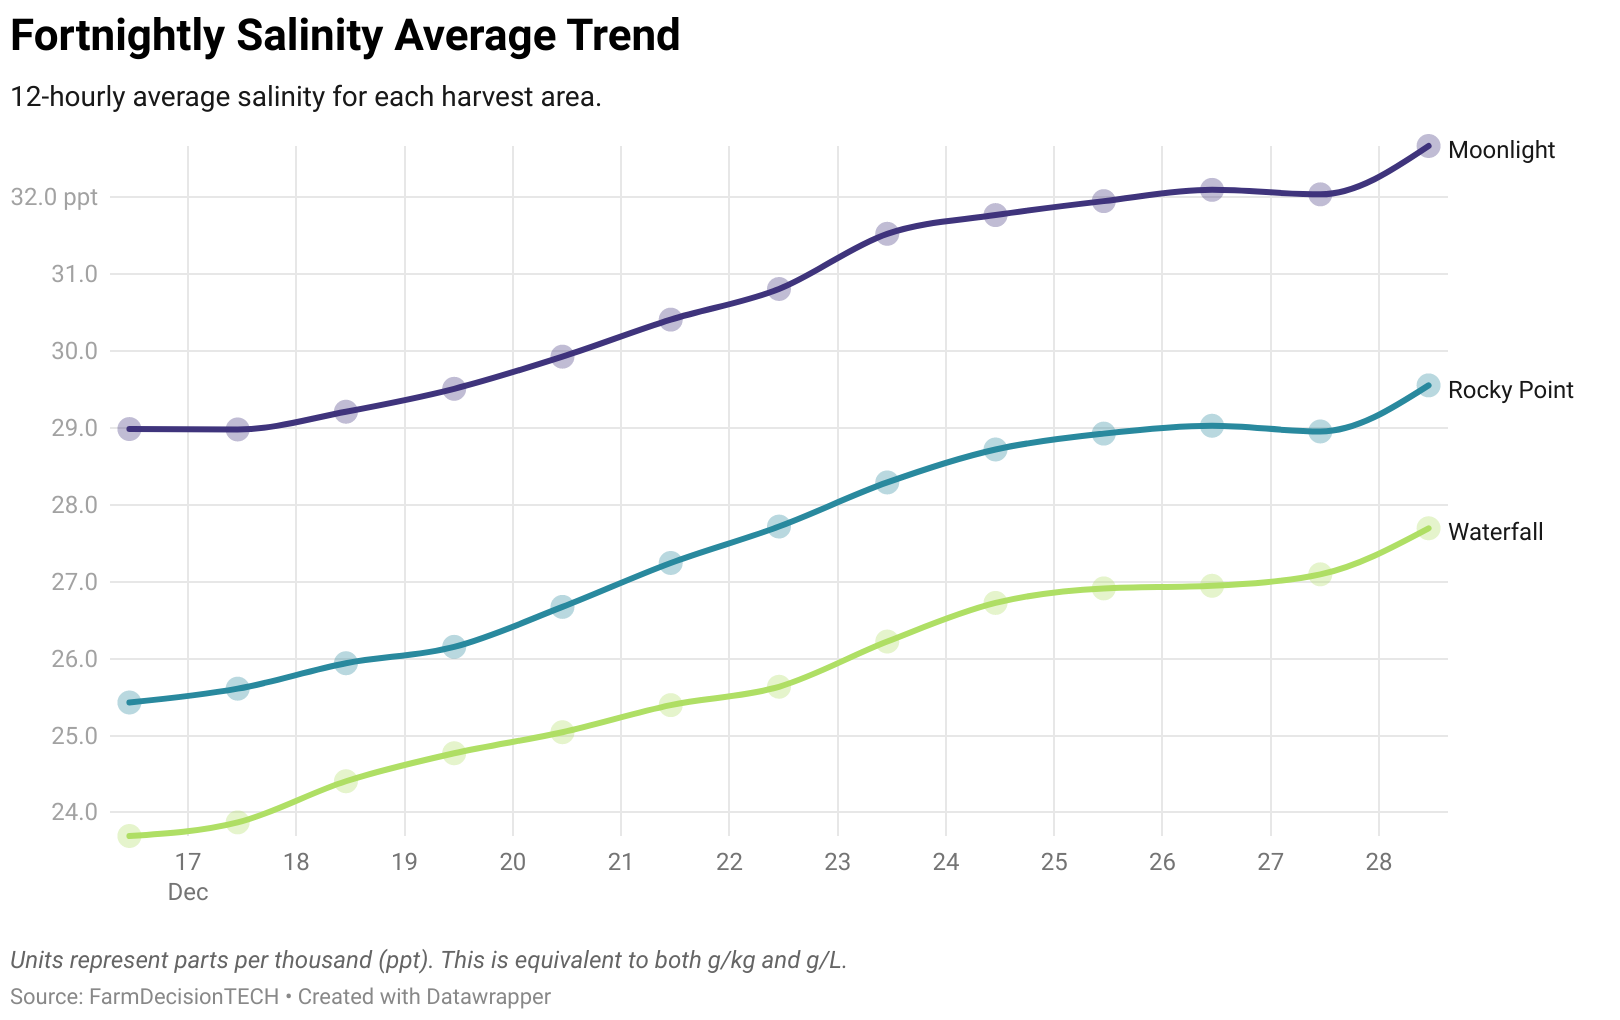 Fortnightly Salinity Average Trend
12-hourly average salinity for each harvest area.
Moonlight
32.0 ppt
31.0
30.0
Rocky Point
29.0
28.0
Waterfall
27.0
26.0
25.0
24.0
17 18 19 20 21 22 23 24 25 26 27 28
Dec
Units represent parts per thousand (ppt). This is equivalent to both g/kg and g/L.
Source: FarmDecisionTECH • Created with Datawrapper